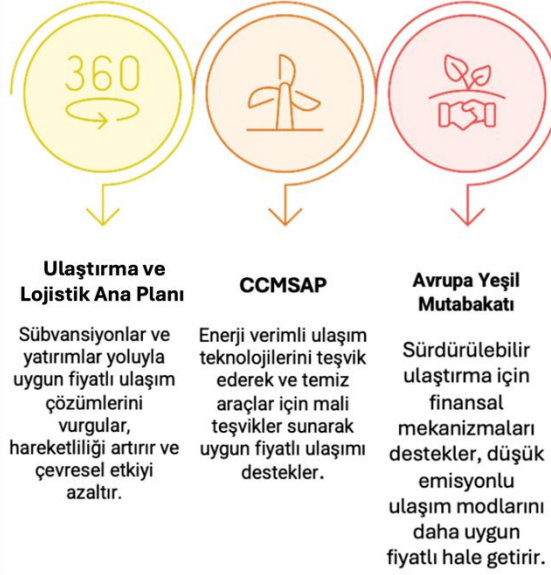 360
Ulaştırma ve
Lojistik Ana Planı
Sübvansiyonlar ve
yatırımlar yoluyla
uygun fiyatlı ulaşım
çözümlerini
vurgular,
hareketliliği artırır ve
çevresel etkiyi
azaltır.
CCMSAP
Enerji verimli ulaşım
teknolojilerini teşvik
ederek ve temiz
araçlar için mali
teşvikler sunarak
uygun fiyatlı ulaşımı
destekler.
Avrupa Yeşil
Mutabakatı
Sürdürülebilir
ulaştırma için
finansal
mekanizmaları
destekler, düşük
emisyonlu
ulaşım modlarını
daha uygun
fiyatlı hale getirir.